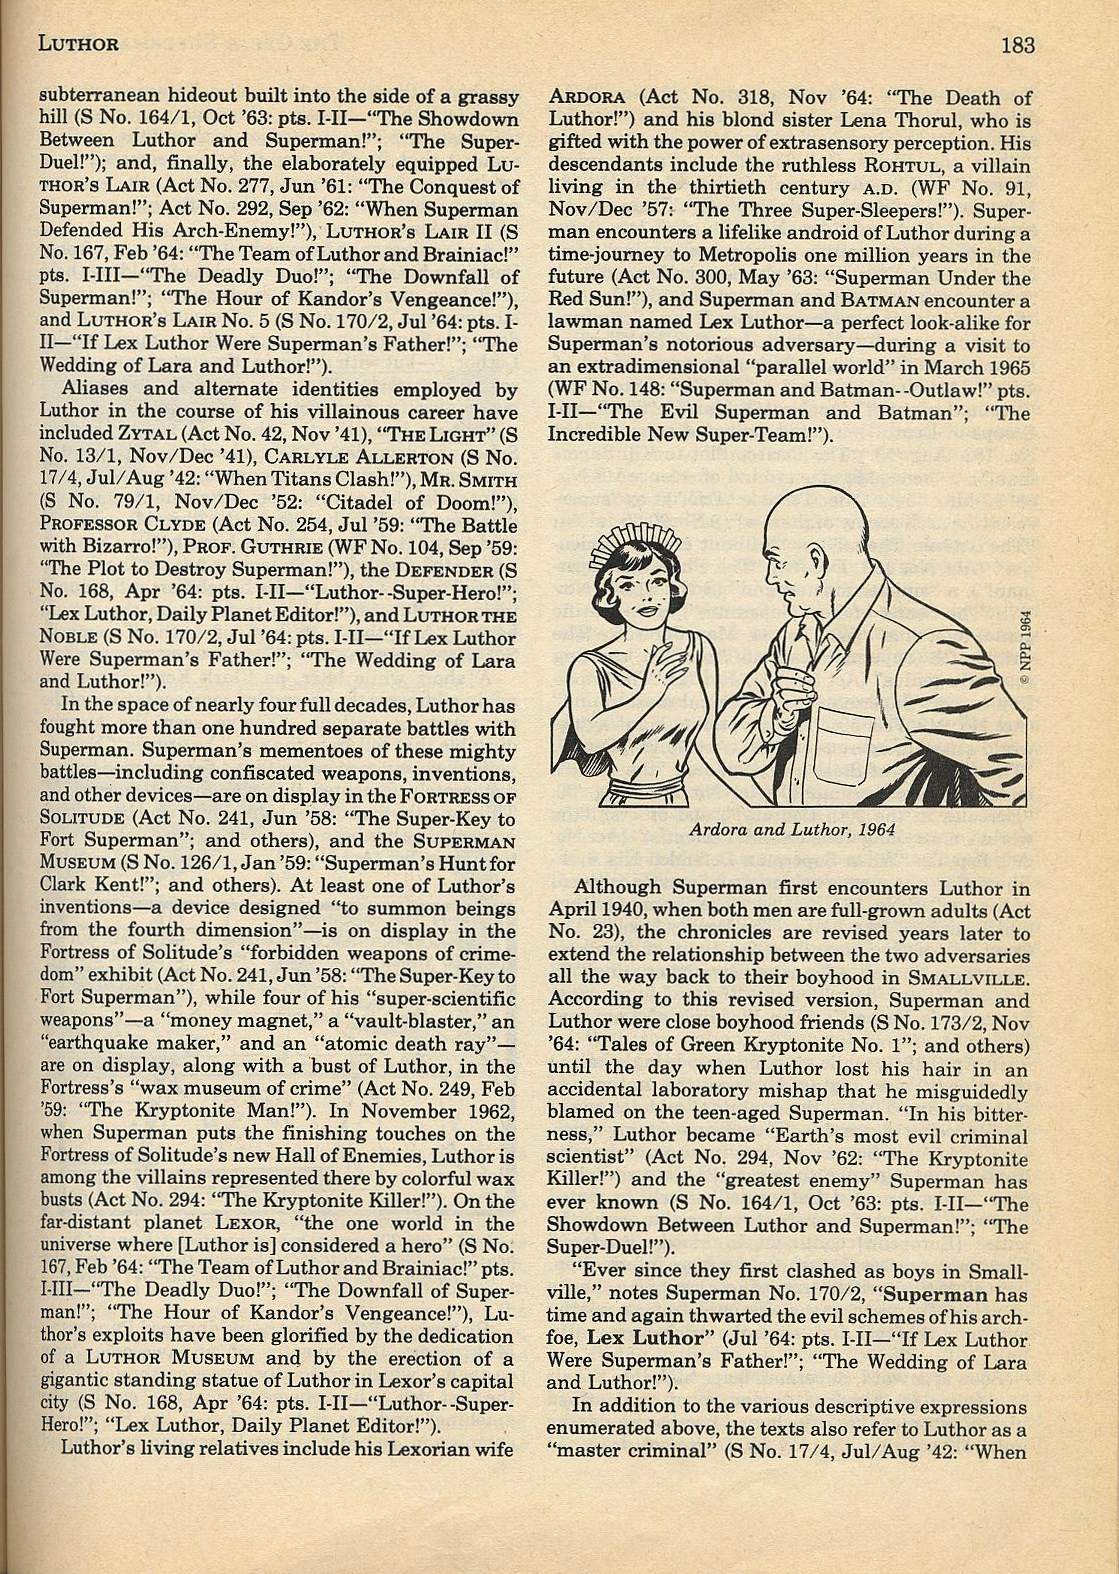 LUTHOR
183
subterranean hideout built into the side of a grassy
hill (S No. 164/1, Oct ’63: pts. I-II—“The Showdown
Between Luthor and Superman!”; “The Super-
Duel!”); and, finally, the elaborately equipped LU-
THOR’S LAIR (Act No. 277, Jun ’61: “The Conquest of
Superman!”; Act No. 292, Sep ’62: “When Superman
Defended His Arch-Enemy!”), LUTHOR’S LAIR II (S
No. 167, Feb ’64: “The Team of Luthor and Brainiac!”
pts. I-III—“The Deadly Duo!”; “The Downfall of
Superman!”; “The Hour of Kandor’s Vengeance!”),
and LUTHOR’S LAIR No. 5 (S No. 170/2, Jul ’64: pts. I-
II—“If Lex Luthor Were Superman’s Father!”; “The
Wedding of Lara and Luthor!”).
Aliases and alternate identities employed by
Luthor in the course of his villainous career have
included ZYTAL (Act No. 42, Nov ’41), “THE LIGHT” (S
No. 13/1, Nov/Dec ’41), CARLYLE ALLERTON (S No.
17/4, Jul/Aug ’42: “When Titans Clash!”), MR. SMITH
(S No. 79/1, Nov/Dec ’52: “Citadel of Doom!”),
PROFESSOR CLYDE (Act No. 254, Jul ’59: “The Battle
with Bizarro!”), PROF. GUTHRIE (WF No. 104, Sep ’59:
“The Plot to Destroy Superman!”), the DEFENDER (S
No. 168, Apr ’64: pts. I-II—“Luthor--Super-Hero!”;
“Lex Luthor, Daily Planet Editor!”), and LUTHOR THE
NOBLE (S No. 170/2, Jul ’64: pts. I-II—“If Lex Luthor
Were Superman’s Father!”; “The Wedding of Lara
and Luthor!”).
In the space of nearly four full decades, Luthor has
fought more than one hundred separate battles with
Superman. Superman’s mementoes of these mighty
battles—including confiscated weapons, inventions,
and other devices—are on display in the FORTRESS OF
SOLITUDE (Act No. 241, Jun ’58: “The Super-Key to
Fort Superman”; and others), and the SUPERMAN
MUSEUM (S No. 126/1, Jan ’59: “Superman’s Hunt for
Clark Kent!”; and others). At least one of Luthor’s
inventions—a device designed “to summon beings
from the fourth dimension”—is on display in the
Fortress of Solitude’s “forbidden weapons of crime-
dom” exhibit (Act No. 241, Jun ’58: “The Super-Key to
Fort Superman”), while four of his “super-scientific
weapons”—a “money magnet,” a “vault-blaster,” an
“earthquake maker,” and an “atomic death ray”—
are on display, along with a bust of Luthor, in the
Fortress’s “wax museum of crime” (Act No. 249, Feb
’59: “The Kryptonite Man!”). In November 1962,
when Superman puts the finishing touches on the
Fortress of Solitude’s new Hall of Enemies, Luthor is
among the villains represented there by colorful wax
busts (Act No. 294: “The Kryptonite Killer!”). On the
far-distant planet LEXOR, “the one world in the
universe where [Luthor is] considered a hero” (S No.
167, Feb ’64: “The Team of Luthor and Brainiac!” pts.
I-III—“The Deadly Duo!”; “The Downfall of Super-
man!”; “The Hour of Kandor’s Vengeance!”), Lu-
thor’s exploits have been glorified by the dedication
of a LUTHOR MUSEUM and by the erection of a
gigantic standing statue of Luthor in Lexor’s capital
city (S No. 168, Apr ’64: pts. I-II—“Luthor--Super-
Hero!”; “Lex Luthor, Daily Planet Editor!”).
Luthor’s living relatives include his Lexorian wife
ARDORA (Act No. 318, Nov ’64: “The Death of
Luthor!”) and his blond sister Lena Thorul, who is
gifted with the power of extrasensory perception. His
descendants include the ruthless ROHTUL, a villain
living in the thirtieth century A.D. (WF No. 91,
Nov/Dec ’57: “The Three Super-Sleepers!”). Super-
man encounters a lifelike android of Luthor during a
time-journey to Metropolis one million years in the
future (Act No. 300, May ’63: “Superman Under the
Red Sun!”), and Superman and BATMAN encounter a
lawman named Lex Luthor—a perfect look-alike for
Superman’s notorious adversary—during a visit to
an extradimensional “parallel world” in March 1965
(WF No. 148: “Superman and Batman--Outlaw!” pts.
I-II—“The Evil Superman and Batman”; “The
Incredible New Super-Team!”).
© NPP 1964
Ardora and Luthor, 1964
Although Superman first encounters Luthor in
April 1940, when both men are full-grown adults (Act
No. 23), the chronicles are revised years later to
extend the relationship between the two adversaries
all the way back to their boyhood in SMALLVILLE.
According to this revised version, Superman and
Luthor were close boyhood friends (S No. 173/2, Nov
’64: “Tales of Green Kryptonite No. 1”; and others)
until the day when Luthor lost his hair in an
accidental laboratory mishap that he misguidedly
blamed on the teen-aged Superman. “In his bitter-
ness,” Luthor became “Earth’s most evil criminal
scientist” (Act No. 294, Nov ’62: “The Kryptonite
Killer!”) and the “greatest enemy” Superman has
ever known (S No. 164/1, Oct ’63: pts. I-II—“The
Showdown Between Luthor and Superman!”; “The
Super-Duel!”).
“Ever since they first clashed as boys in Small-
ville,” notes Superman No. 170/2, “Superman has
time and again thwarted the evil schemes of his arch-
foe, Lex Luthor” (Jul ’64: pts. I-II—“If Lex Luthor
Were Superman’s Father!”; “The Wedding of Lara
and Luthor!”).
In addition to the various descriptive expressions
enumerated above, the texts also refer to Luthor as a
“master criminal” (S No. 17/4, Jul/Aug ’42: “When